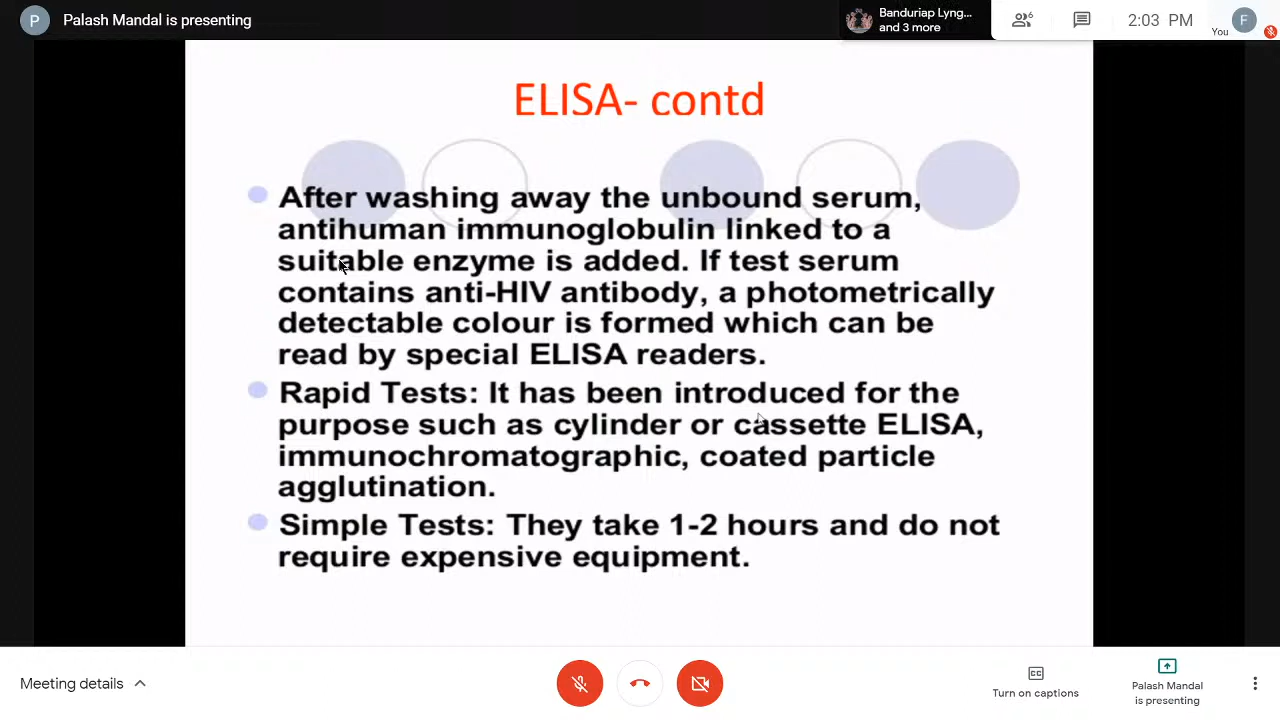 P Palash Mandal is presenting
Banduriap Lyng...
and 3 more
6
2:03 PM
You
F
ELISA- contd
After washing away the unbound serum,
antihuman immunoglobulin linked to a
suitable enzyme is added. If test serum
contains anti-HIV antibody, a photometrically
detectable colour is formed which can be
read by special ELISA readers.
Rapid Tests: It has been introduced for the
purpose such as cylinder or cassette ELISA,
immunochromatographic, coated particle
agglutination.
Simple Tests: They take 1-2 hours and do not
require expensive equipment.
Meeting details
CC
Turn on captions
Palash Mandal
is presenting